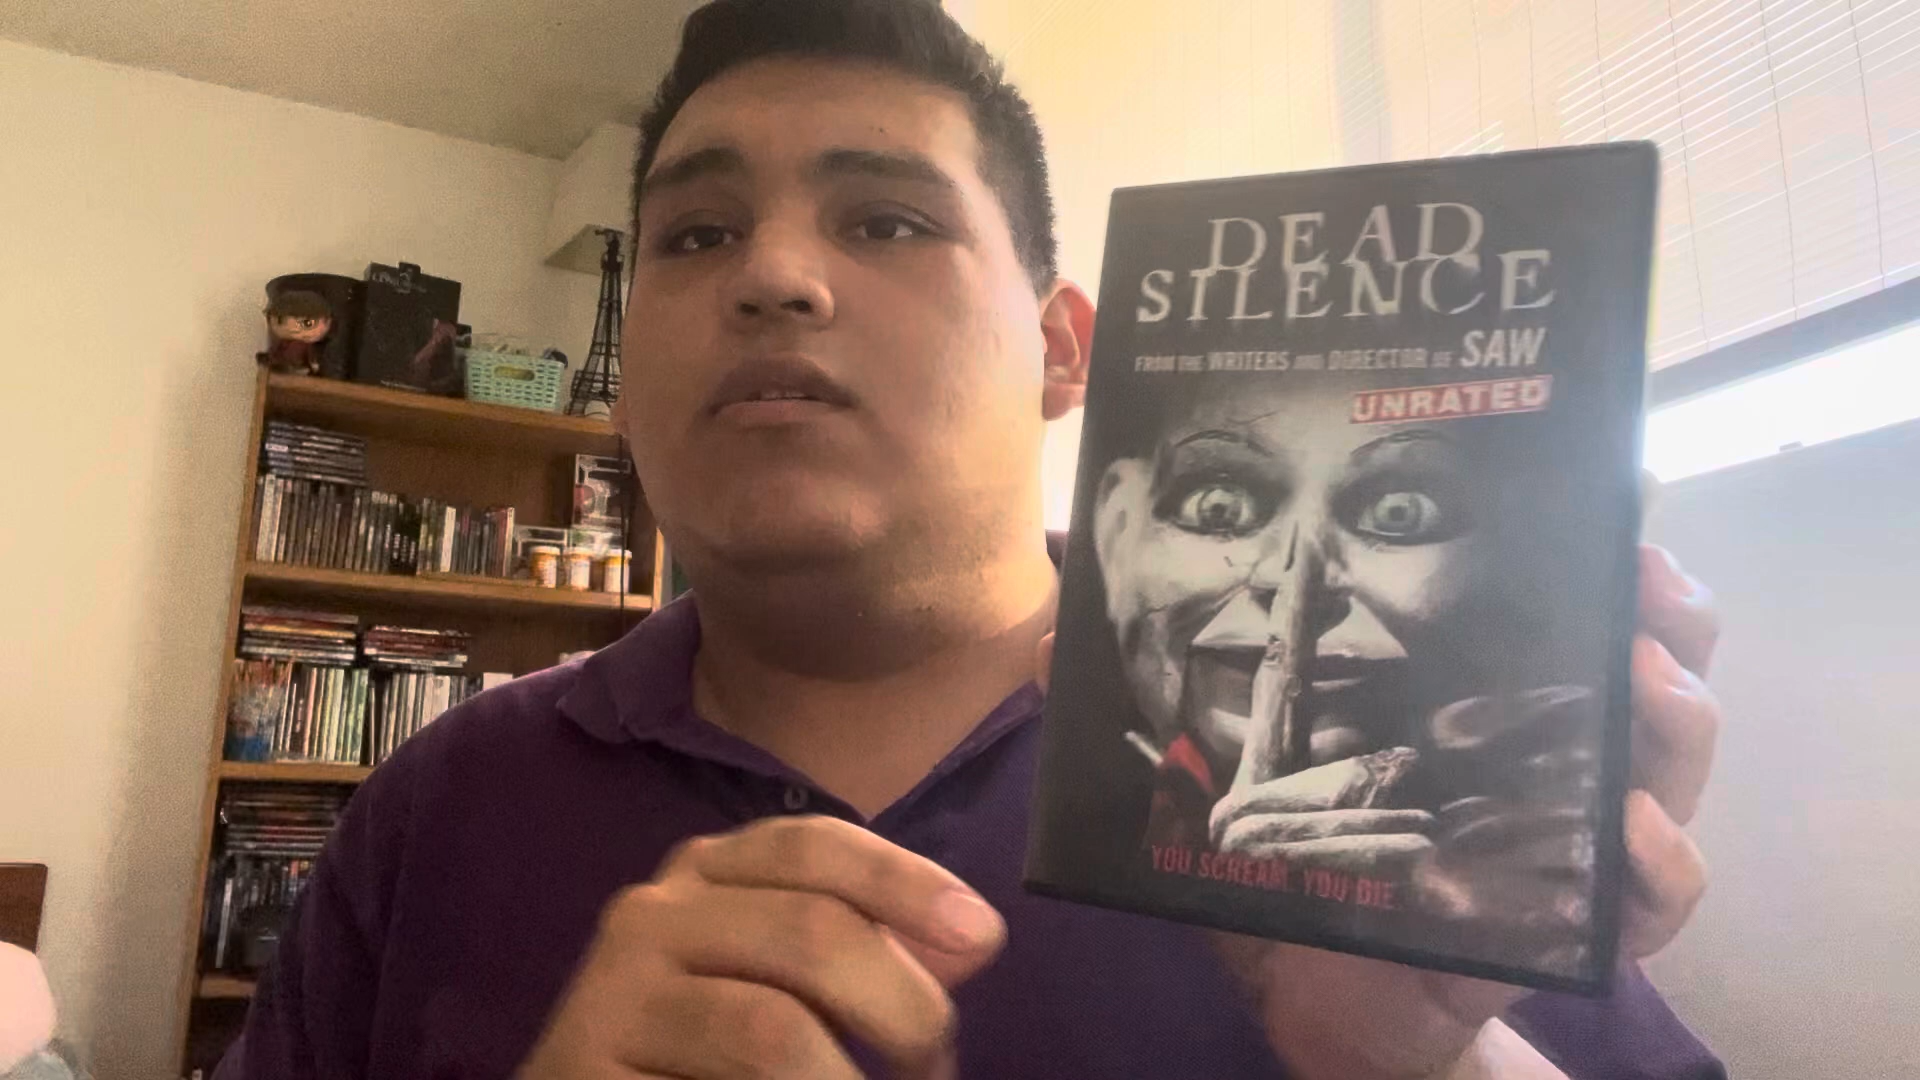 DEAD
SILENCE
FROM THE WRITERS AND DIRECTOR OF SAW
UNRATED
YOU SCREAM. YOU DIE.